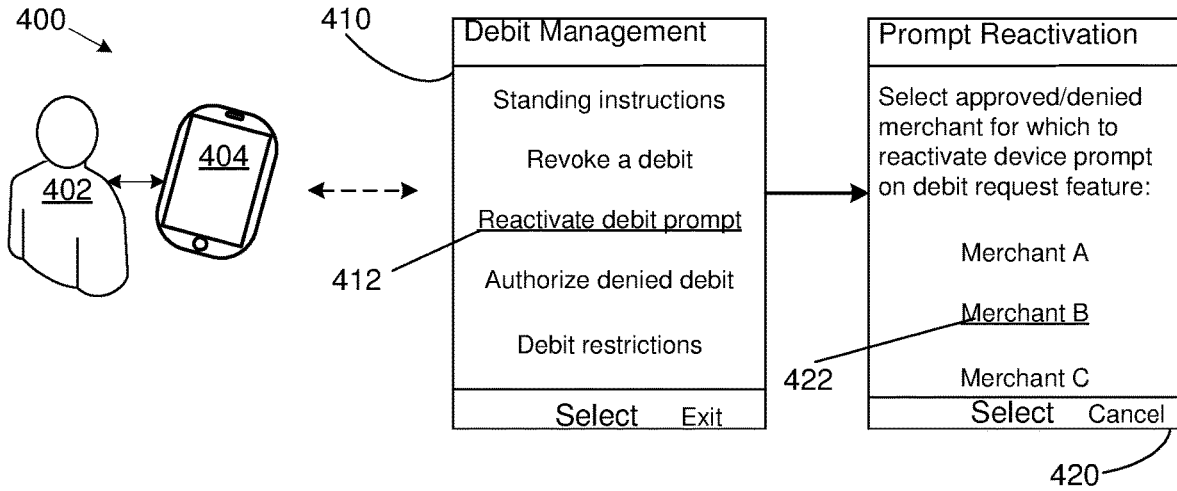 400
402
404
410
Debit Management
Standing instructions
Revoke a debit
Reactivate debit prompt
412
Authorize denied debit
Debit restrictions
Select Exit
Prompt Reactivation
Select approved/denied
merchant for which to
reactivate device prompt
on debit request feature:
Merchant A
Merchant B
422
Merchant C
Select Cancel
420